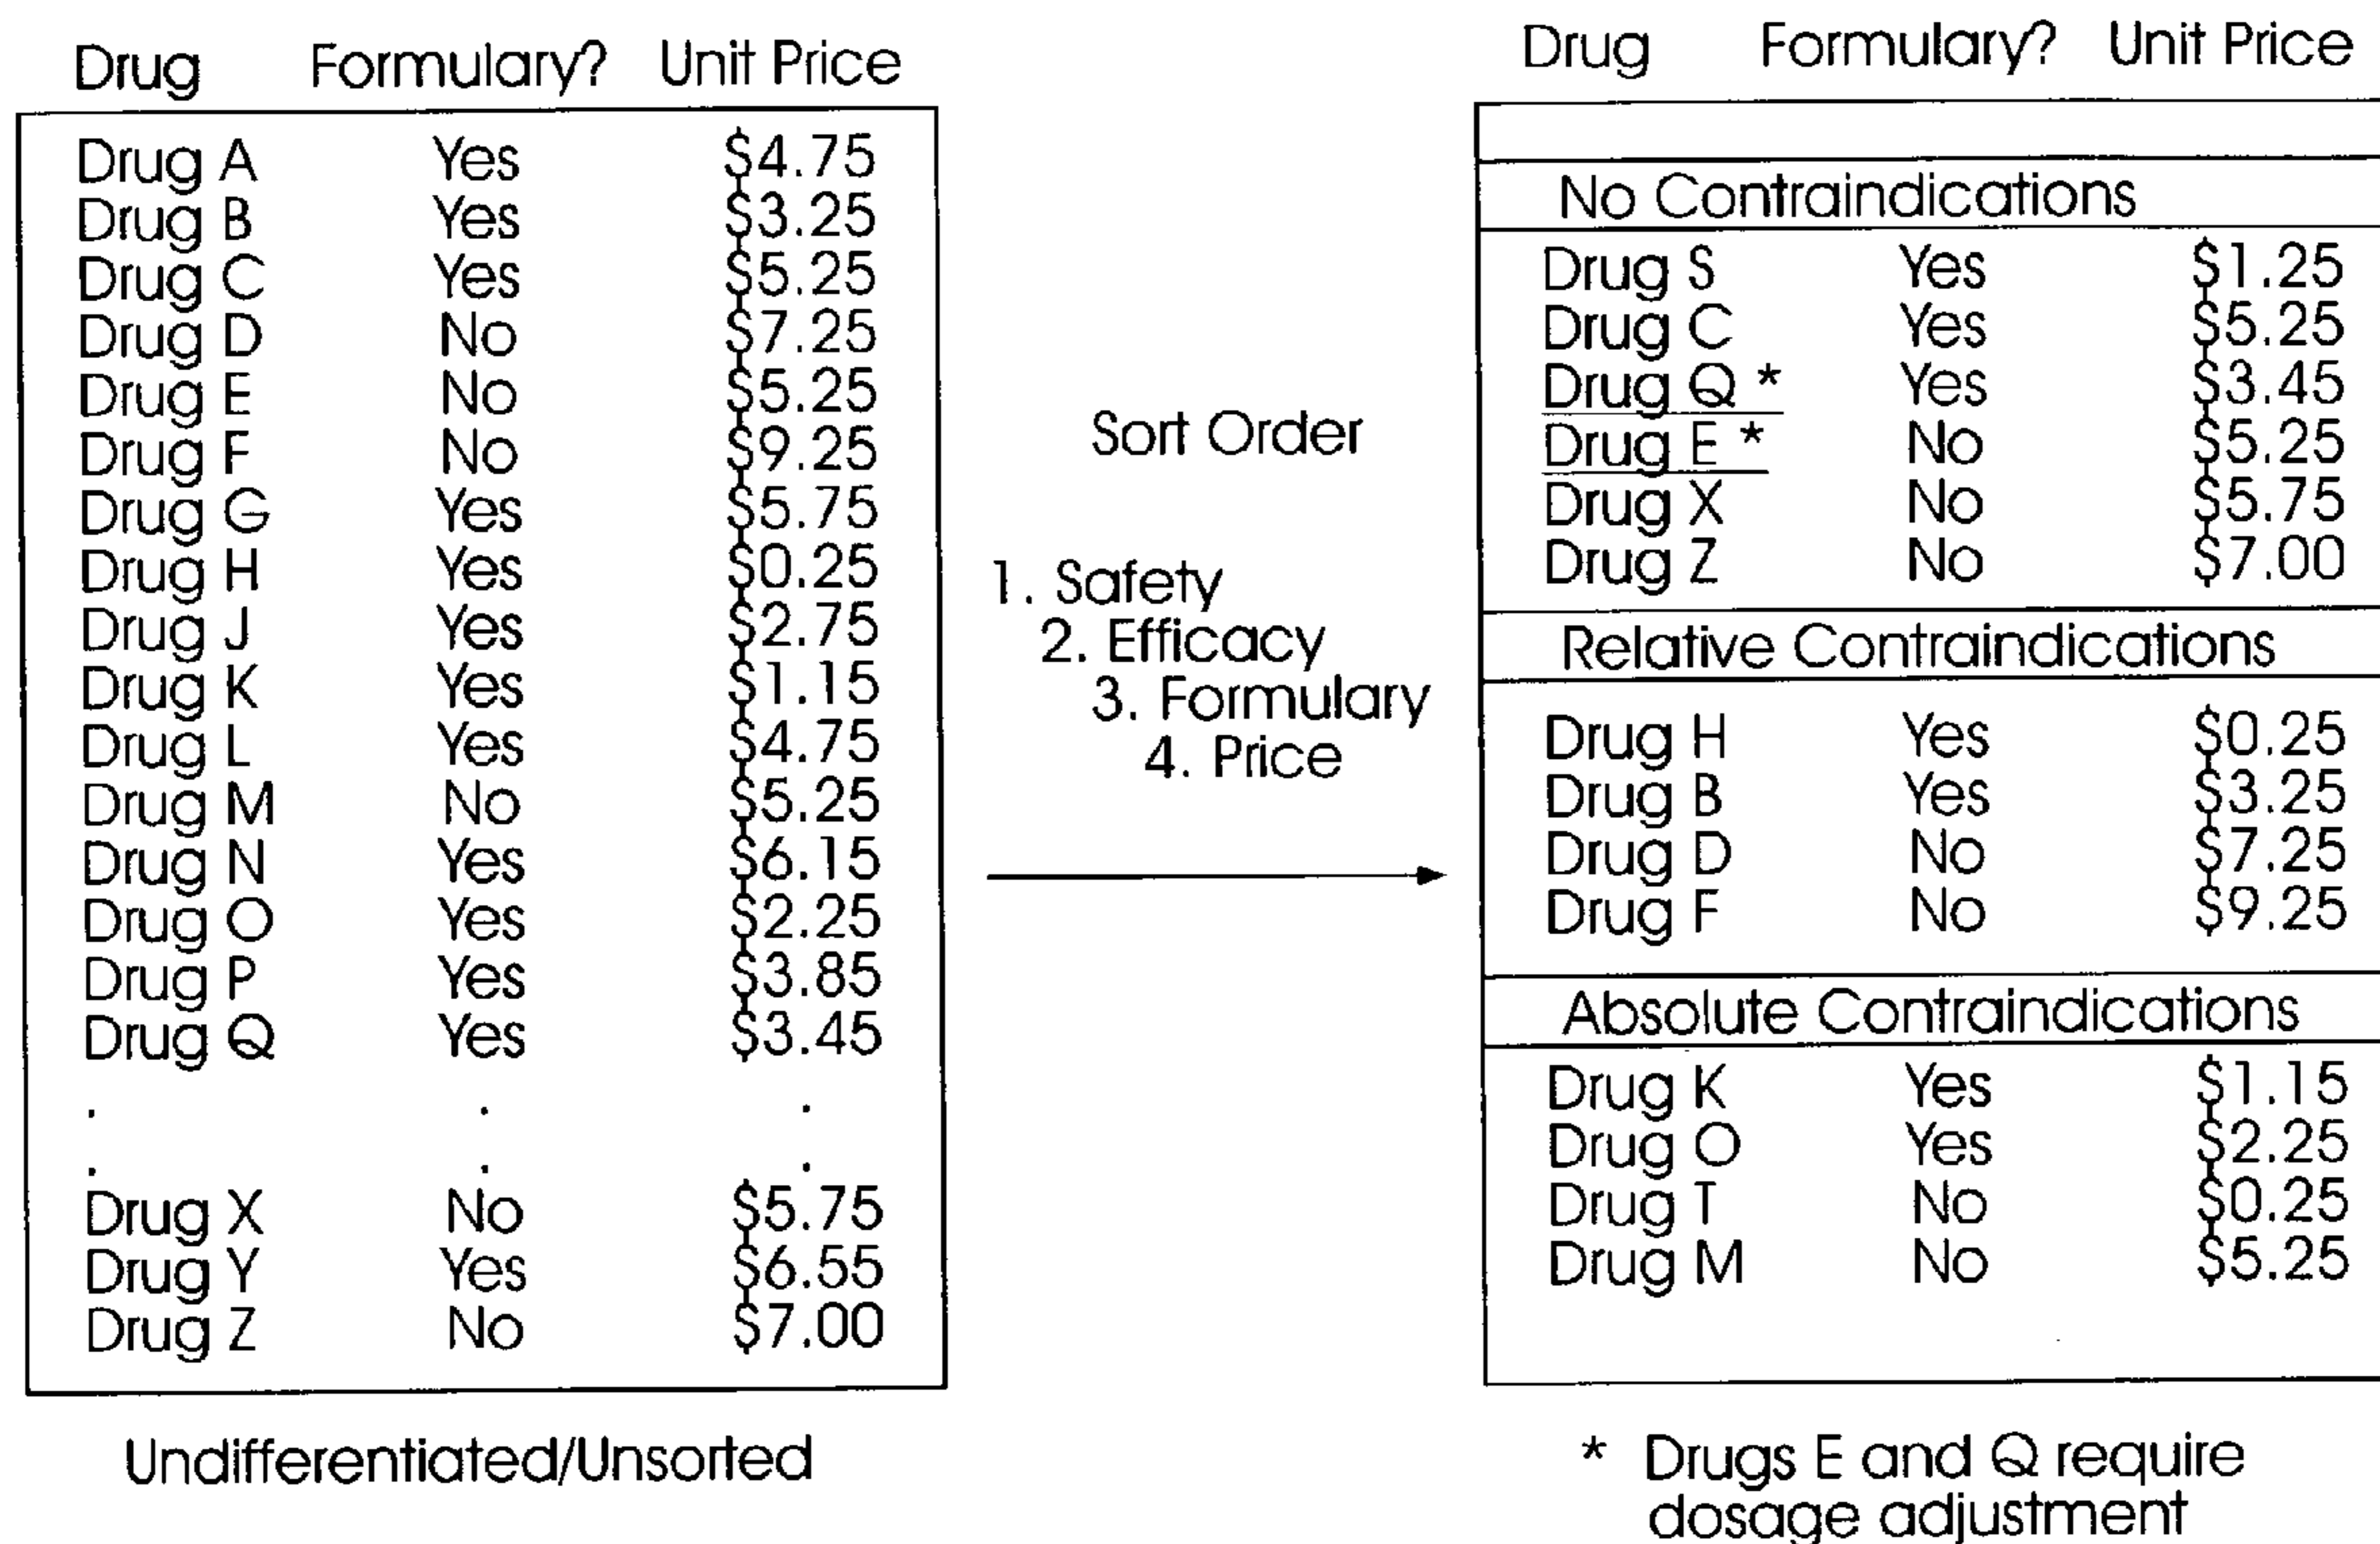 Drug Formulary? Unit Price
Drug A Yes $4.75
Drug B Yes $3.25
Drug C Yes $5.25
Drug D No $7.25
Drug E No $5.25
Drug F No $9.25
Drug G Yes $5.75
Drug H Yes $0.25
Drug J Yes $2.75
Drug K Yes $1.15
Drug L Yes $4.75
Drug M No $5.25
Drug N Yes $6.15
Drug O Yes $2.25
Drug P Yes $3.85
Drug Q Yes $3.45
. . .
. . .
Drug X No $5.75
Drug Y Yes $6.55
Drug Z No $7.00
Undifferentiated/Unsorted
Sort Order
1. Safety
2. Efficacy
3. Formulary
4. Price
Drug Formulary? Unit Price
No Contraindications
Drug S Yes $1.25
Drug C Yes $5.25
Drug Q * Yes $3.45
Drug E * No $5.25
Drug X No $5.75
Drug Z No $7.00
Relative Contraindications
Drug H Yes $0.25
Drug B Yes $3.25
Drug D No $7.25
Drug F No $9.25
Absolute Contraindications
Drug K Yes $1.15
Drug O Yes $2.25
Drug T No $0.25
Drug M No $5.25
* Drugs E and Q require
dosage adjustment